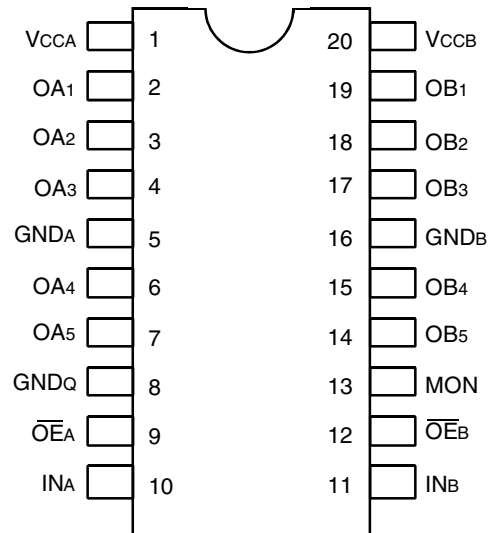 VCCA 1 20 VCCB
OA1 2 19 OB1
OA2 3 18 OB2
OA3 4 17 OB3
GNDA 5 16 GNDB
OA4 6 15 OB4
OA5 7 14 OB5
GNDQ 8 13 MON
O̅E̅A 9 12 O̅E̅B
INA 10 11 INB